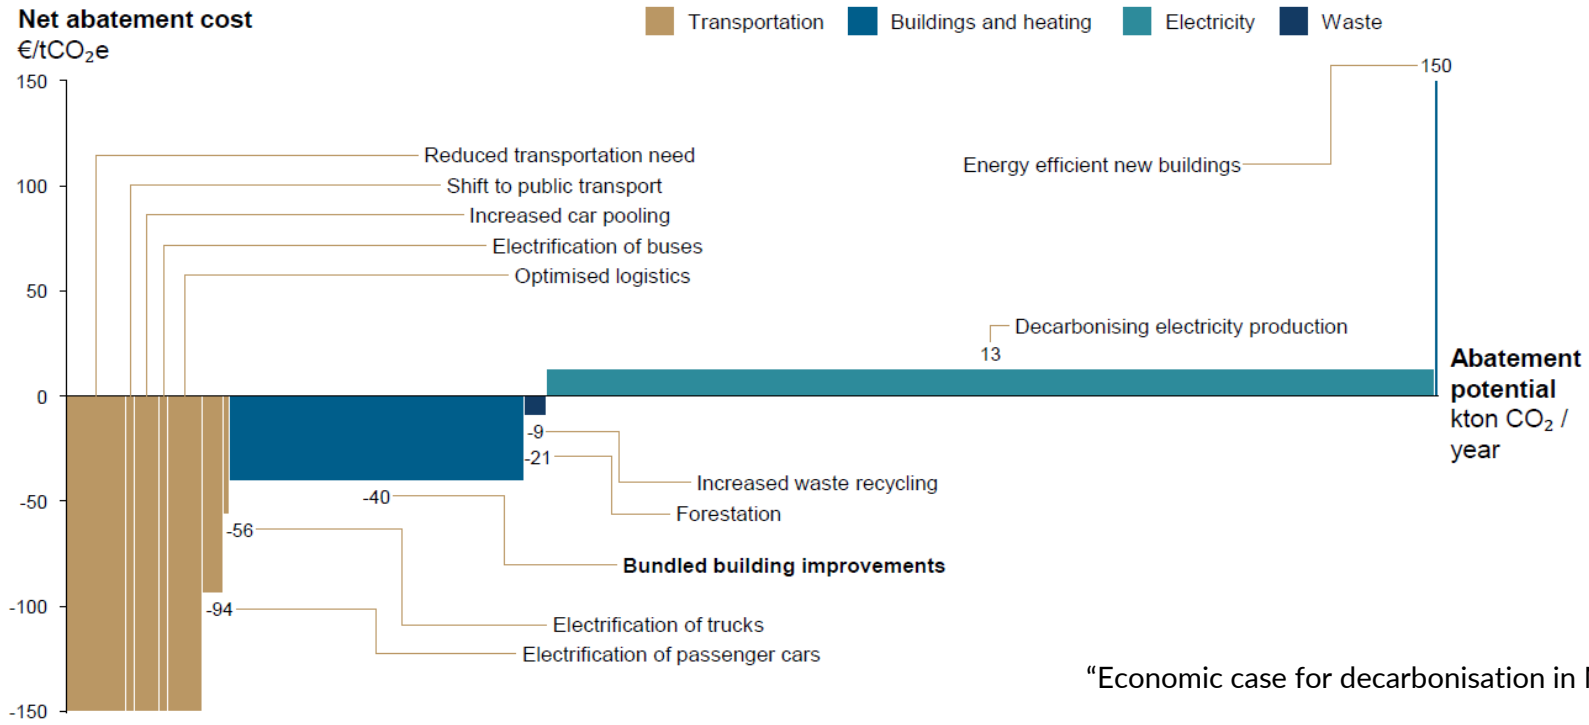 Net abatement cost
€/tCO₂e
Transportation
Buildings and heating
Electricity
Waste
150
100
50
0
-50
-100
-150
150
Reduced transportation need
Energy efficient new buildings
Shift to public transport
Increased car pooling
Electrification of buses
Optimised logistics
Decarbonising electricity production
13
Abatement
potential
kton CO₂ /
year
-9
-21
Increased waste recycling
-40
Forestation
-56
Bundled building improvements
-94
Electrification of trucks
Electrification of passenger cars
“Economic case for decarbonisation in